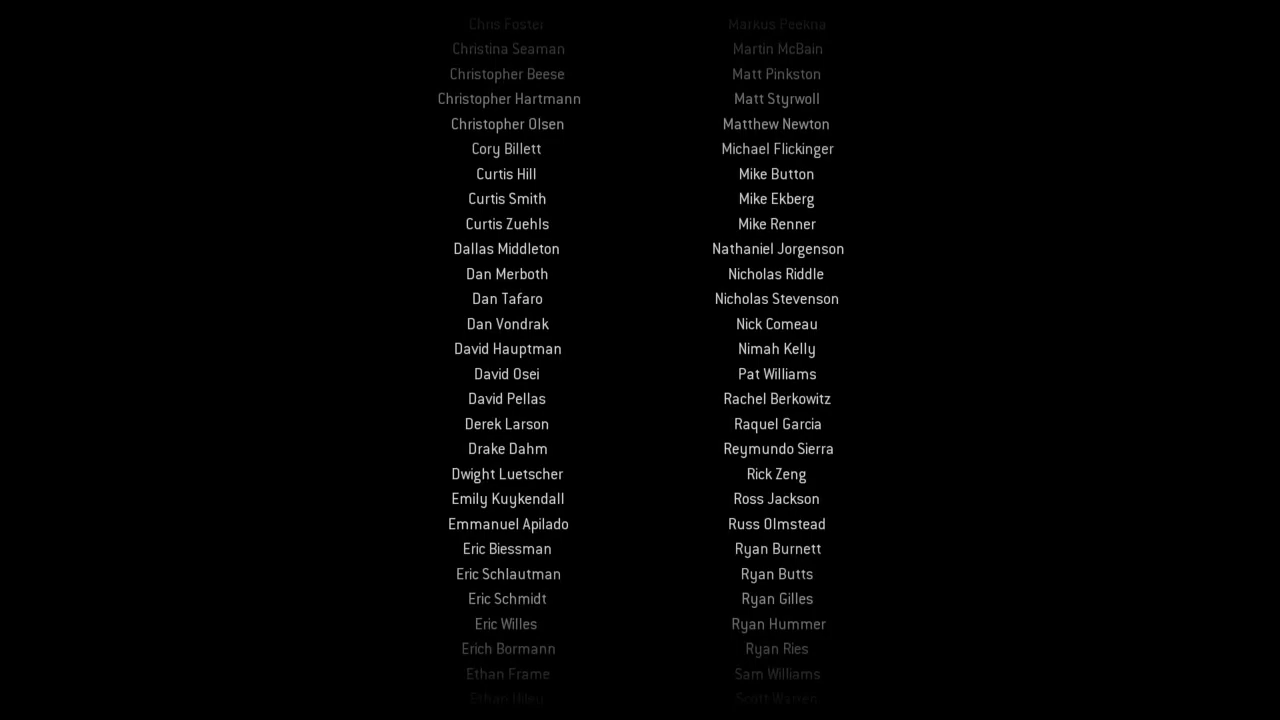 Chris Foster
Christina Seaman
Christopher Beese
Christopher Hartmann
Christopher Olsen
Cory Billett
Curtis Hill
Curtis Smith
Curtis Zuehls
Dallas Middleton
Dan Merboth
Dan Tafaro
Dan Vondrak
David Hauptman
David Osei
David Pellas
Derek Larson
Drake Dahm
Dwight Luetscher
Emily Kuykendall
Emmanuel Apilado
Eric Biessman
Eric Schlautman
Eric Schmidt
Eric Willes
Erich Bormann
Ethan Frame
Ethan Hiley
Markus Peekna
Martin McBain
Matt Pinkston
Matt Styrwoll
Matthew Newton
Michael Flickinger
Mike Button
Mike Ekberg
Mike Renner
Nathaniel Jorgenson
Nicholas Riddle
Nicholas Stevenson
Nick Comeau
Nimah Kelly
Pat Williams
Rachel Berkowitz
Raquel Garcia
Reymundo Sierra
Rick Zeng
Ross Jackson
Russ Olmstead
Ryan Burnett
Ryan Butts
Ryan Gilles
Ryan Hummer
Ryan Ries
Sam Williams
Scott Warren